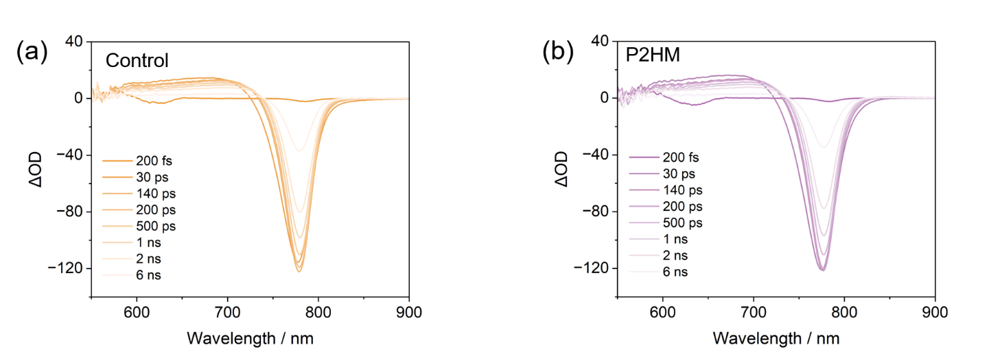 (a)
Control
40
0
−40
−80
−120
ΔOD
200 fs
30 ps
140 ps
200 ps
500 ps
1 ns
2 ns
6 ns
600
700
800
900
Wavelength / nm
(b)
P2HM
40
0
−40
−80
−120
ΔOD
200 fs
30 ps
140 ps
200 ps
500 ps
1 ns
2 ns
6 ns
600
700
800
900
Wavelength / nm